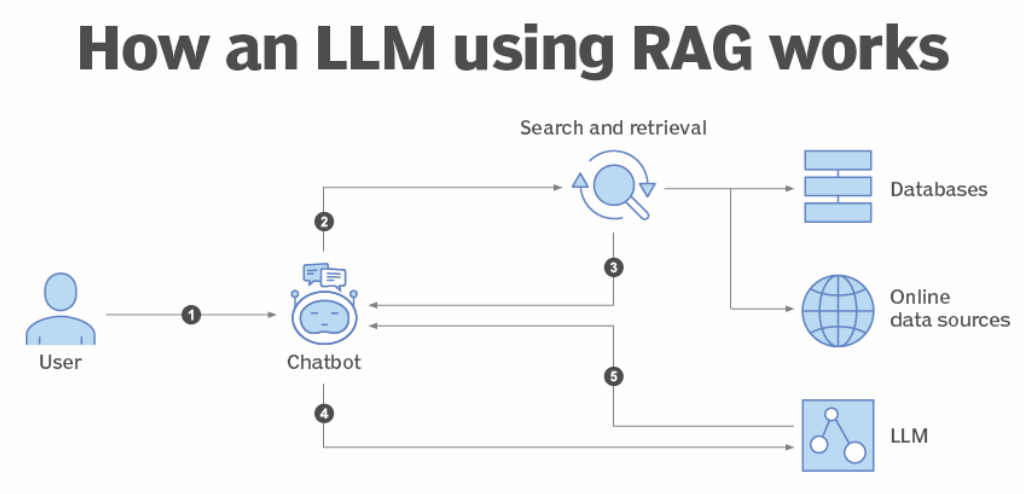 How an LLM using RAG works
Search and retrieval
Databases
2
3
User
1
Chatbot
Online
data sources
5
4
LLM